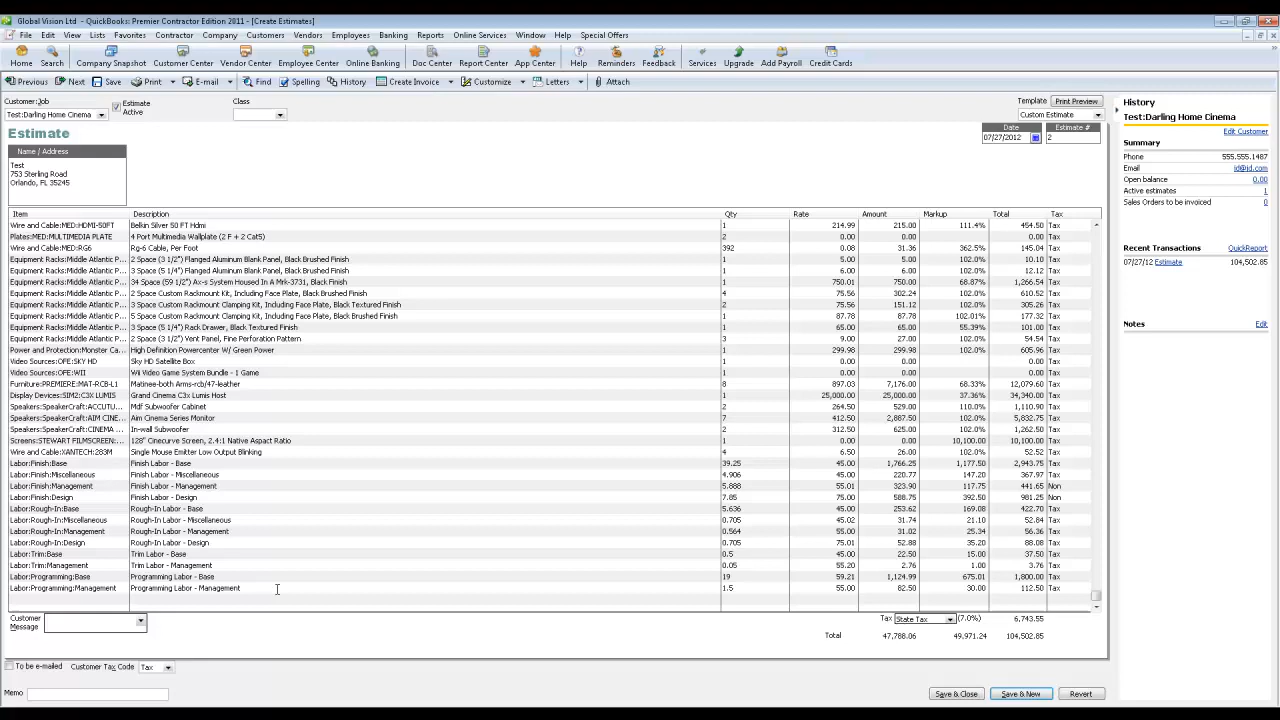 Global Vision Ltd - QuickBooks: Premier Contractor Edition 2011 - [Create Estimates]
File Edit View Lists Favorites Contractor Company Customers Vendors Employees Banking Reports Online Services Window Help Special Offers
Home Search Company Snapshot Customer Center Vendor Center Employee Center Online Banking Doc Center Report Center App Center Help Reminders Feedback Services Upgrade Add Payroll Credit Cards
Previous Next Save Print E-mail Find Spelling History Create Invoice Customize Letters Attach
Customer:Job
Test:Darling Home Cinema
Estimate Active
Class
Template Print Preview
Custom Estimate
Estimate
Date Estimate #
07/27/2012 2
Name / Address
Test
753 Sterling Road
Orlando, FL 35245
Item Description Qty Rate Amount Markup Total Tax
Wire and Cable:MED:HDMI-50FT Belkin Silver 50 FT Hdmi 1 214.99 215.00 111.4% 454.50 Tax
Plates:MED:MULTIMEDIA PLATE 4 Port Multimedia Wallplate (2 F + 2 Cat5) 2 0.00 0.00 0.00 Tax
Wire and Cable:MED:RG6 Rg-6 Cable, Per Foot 392 0.08 31.36 362.5% 145.04 Tax
Equipment Racks:Middle Atlantic P... 2 Space (3 1/2") Flanged Aluminum Blank Panel, Black Brushed Finish 1 5.00 5.00 102.0% 10.10 Tax
Equipment Racks:Middle Atlantic P... 3 Space (5 1/4") Flanged Aluminum Blank Panel, Black Brushed Finish 1 6.00 6.00 102.0% 12.12 Tax
Equipment Racks:Middle Atlantic P... 34 Space (59 1/2") Ax-s System Housed In A Mrk-3731, Black Finish 1 750.01 750.00 68.87% 1,266.54 Tax
Equipment Racks:Middle Atlantic P... 2 Space Custom Rackmount Kit, Including Face Plate, Black Brushed Finish 4 75.56 302.24 102.0% 610.52 Tax
Equipment Racks:Middle Atlantic P... 3 Space Custom Rackmount Clamping Kit, Including Face Plate, Black Textured Finish 2 75.56 151.12 102.0% 305.26 Tax
Equipment Racks:Middle Atlantic P... 5 Space Custom Rackmount Clamping Kit, Including Face Plate, Black Brushed Finish 1 87.78 87.78 102.01% 177.32 Tax
Equipment Racks:Middle Atlantic P... 3 Space (5 1/4") Rack Drawer, Black Textured Finish 1 65.00 65.00 55.39% 101.00 Tax
Equipment Racks:Middle Atlantic P... 2 Space (3 1/2") Vent Panel, Fine Perforation Pattern 3 9.00 27.00 102.0% 54.54 Tax
Power and Protection:Monster Ca... High Definition Powercenter W/ Green Power 1 299.98 299.98 102.0% 605.96 Tax
Video Sources:OFE:SKY HD Sky HD Satellite Box 1 0.00 0.00 0.00 Tax
Video Sources:OFE:WII Wii Video Game System Bundle - 1 Game 1 0.00 0.00 0.00 Tax
Furniture:PREMIERE:MAT-RCB-L1 Matinee-both Arms-rcb/47-leather 8 897.03 7,176.00 68.33% 12,079.60 Tax
Display Devices:SIM2:C3X LUMIS Grand Cinema C3x Lumis Host 1 25,000.00 25,000.00 37.36% 34,340.00 Tax
Speakers:SpeakerCraft:ACCUTU... Mdf Subwoofer Cabinet 2 264.50 529.00 110.0% 1,110.90 Tax
Speakers:SpeakerCraft:AIM CINE... Aim Cinema Series Monitor 7 412.50 2,887.50 102.0% 5,832.75 Tax
Speakers:SpeakerCraft:CINEMA ... In-wall Subwoofer 2 312.50 625.00 102.0% 1,262.50 Tax
Screens:STEWART FILMSCREEN:... 128" Cinecurve Screen, 2.4:1 Native Aspact Ratio 1 0.00 0.00 10,100.00 10,100.00 Tax
Wire and Cable:XANTECH:283M Single Mouse Emitter Low Output Blinking 4 6.50 26.00 102.0% 52.52 Tax
Labor:Finish:Base Finish Labor - Base 39.25 45.00 1,766.25 1,177.50 2,943.75 Tax
Labor:Finish:Miscellaneous Finish Labor - Miscellaneous 4.906 45.00 220.77 147.20 367.97 Tax
Labor:Finish:Management Finish Labor - Management 5.888 55.01 323.90 117.75 441.65 Non
Labor:Finish:Design Finish Labor - Design 7.85 75.00 588.75 392.50 981.25 Non
Labor:Rough-In:Base Rough-In Labor - Base 5.636 45.00 253.62 169.08 422.70 Tax
Labor:Rough-In:Miscellaneous Rough-In Labor - Miscellaneous 0.705 45.02 31.74 21.10 52.84 Tax
Labor:Rough-In:Management Rough-In Labor - Management 0.564 55.00 31.02 25.34 56.36 Tax
Labor:Rough-In:Design Rough-In Labor - Design 0.705 75.01 52.88 35.20 88.08 Tax
Labor:Trim:Base Trim Labor - Base 0.5 45.00 22.50 15.00 37.50 Tax
Labor:Trim:Management Trim Labor - Management 0.05 55.20 2.76 1.00 3.76 Tax
Labor:Programming:Base Programming Labor - Base 19 59.21 1,124.99 675.01 1,800.00 Tax
Labor:Programming:Management Programming Labor - Management 1.5 55.00 82.50 30.00 112.50 Tax
Customer Message
Tax State Tax (7.0%) 6,743.55
Total 47,788.06 49,971.24 104,502.85
To be e-mailed Customer Tax Code Tax
Memo
Save & Close Save & New Revert
History
Test:Darling Home Cinema
Edit Customer
Summary
Phone 555.555.1487
Email jd@jd.com
Open balance 0.00
Active estimates 1
Sales Orders to be invoiced 0
Recent Transactions QuickReport
07/27/12 Estimate 104,502.85
Notes Edit